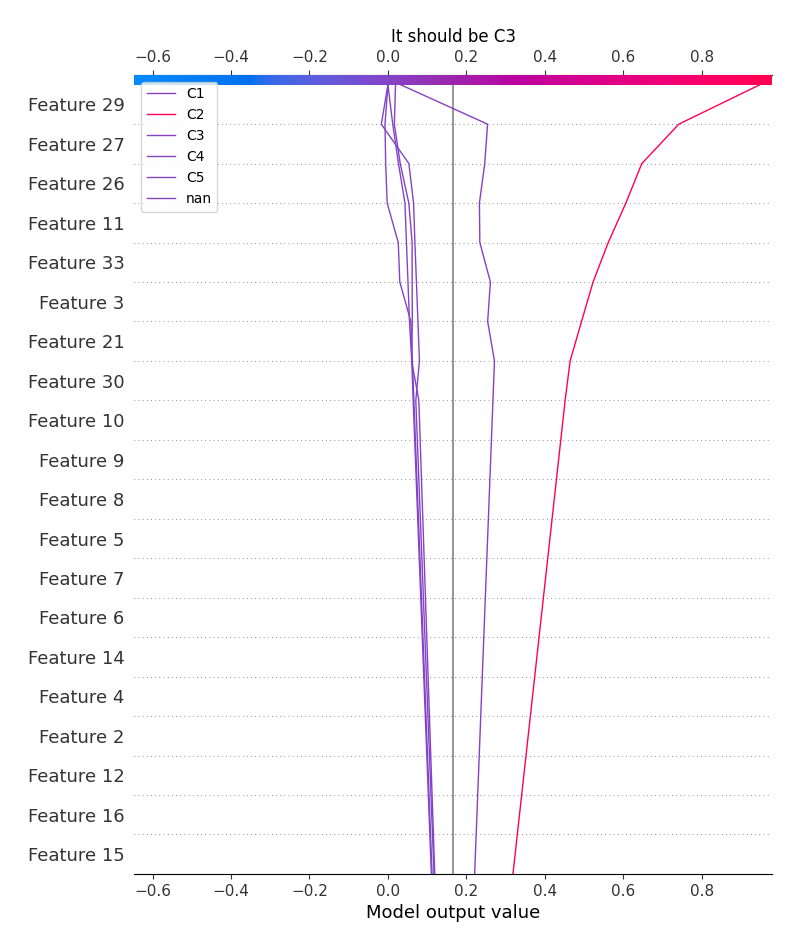 It should be C3
−0.6 −0.4 −0.2 0.0 0.2 0.4 0.6 0.8
C1
C2
C3
C4
C5
nan
Feature 29
Feature 27
Feature 26
Feature 11
Feature 33
Feature 3
Feature 21
Feature 30
Feature 10
Feature 9
Feature 8
Feature 5
Feature 7
Feature 6
Feature 14
Feature 4
Feature 2
Feature 12
Feature 16
Feature 15
−0.6 −0.4 −0.2 0.0 0.2 0.4 0.6 0.8
Model output value